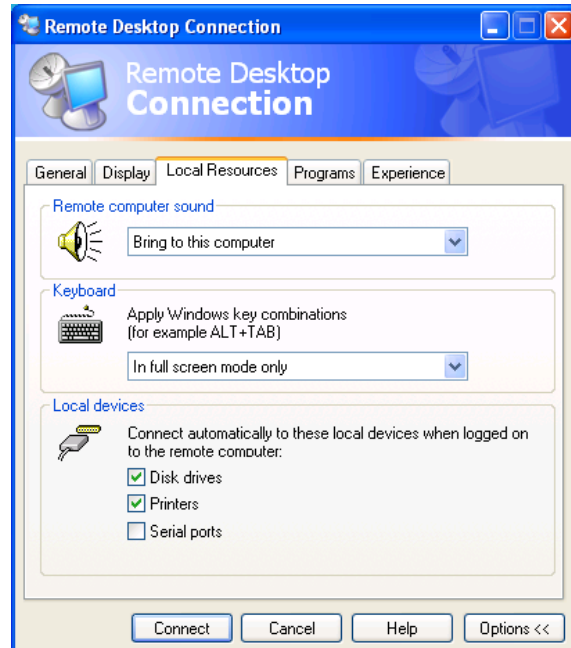 Remote Desktop Connection
Remote Desktop
Connection
General Display Local Resources Programs Experience
Remote computer sound
Bring to this computer
Keyboard
Apply Windows key combinations
(for example ALT+TAB)
In full screen mode only
Local devices
Connect automatically to these local devices when logged on
to the remote computer:
Disk drives
Printers
Serial ports
Connect Cancel Help Options <<